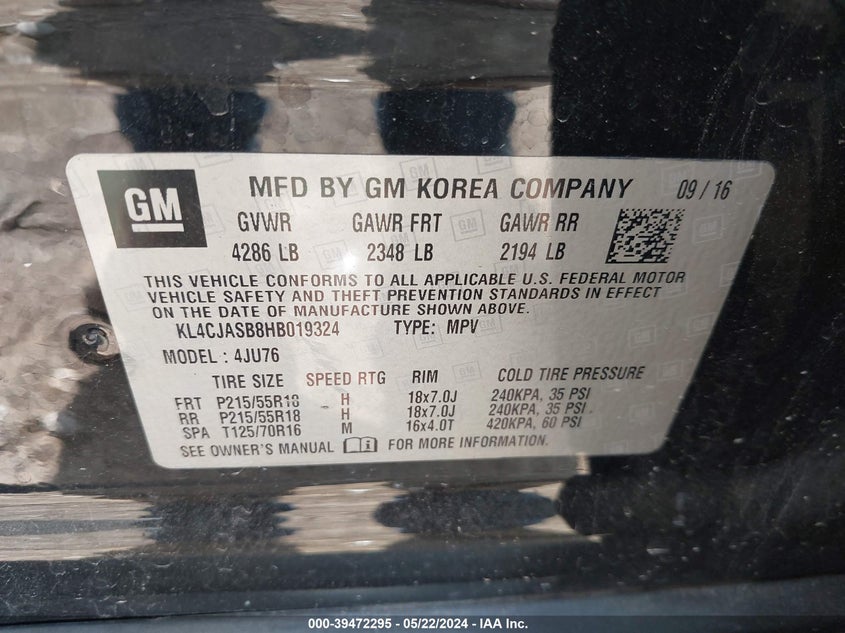 GM
MFD BY GM KOREA COMPANY 09/16
GVWR GAWR FRT GAWR RR
4286 LB 2348 LB 2194 LB
THIS VEHICLE CONFORMS TO ALL APPLICABLE U.S. FEDERAL MOTOR
VEHICLE SAFETY AND THEFT PREVENTION STANDARDS IN EFFECT
ON THE DATE OF MANUFACTURE SHOWN ABOVE.
KL4CJASB8HB019324 TYPE: MPV
MODEL: 4JU76
TIRE SIZE SPEED RTG RIM COLD TIRE PRESSURE
FRT P215/55R18 H 18x7.0J 240KPA, 35 PSI
RR P215/55R18 H 18x7.0J 240KPA, 35 PSI
SPA T125/70R16 M 16x4.0T 420KPA, 60 PSI
SEE OWNER'S MANUAL FOR MORE INFORMATION.
000-39472295 - 05/22/2024 - IAA Inc.